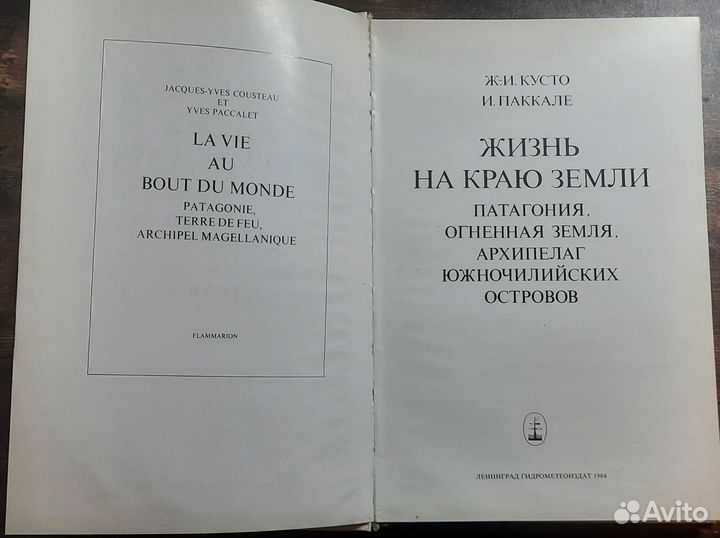 JACQUES-YVES COUSTEAU
ET
YVES PACCALET
LA VIE
AU
BOUT DU MONDE
PATAGONIE,
TERRE DE FEU,
ARCHIPEL MAGELLANIQUE
FLAMMARION
Ж.-И. КУСТО
И. ПАККАЛЕ
ЖИЗНЬ
НА КРАЮ ЗЕМЛИ
ПАТАГОНИЯ,
ОГНЕННАЯ ЗЕМЛЯ,
АРХИПЕЛАГ
ЮЖНОЧИЛИЙСКИХ
ОСТРОВОВ
ЛЕНИНГРАД ГИДРОМЕТЕОИЗДАТ 1984
Avito